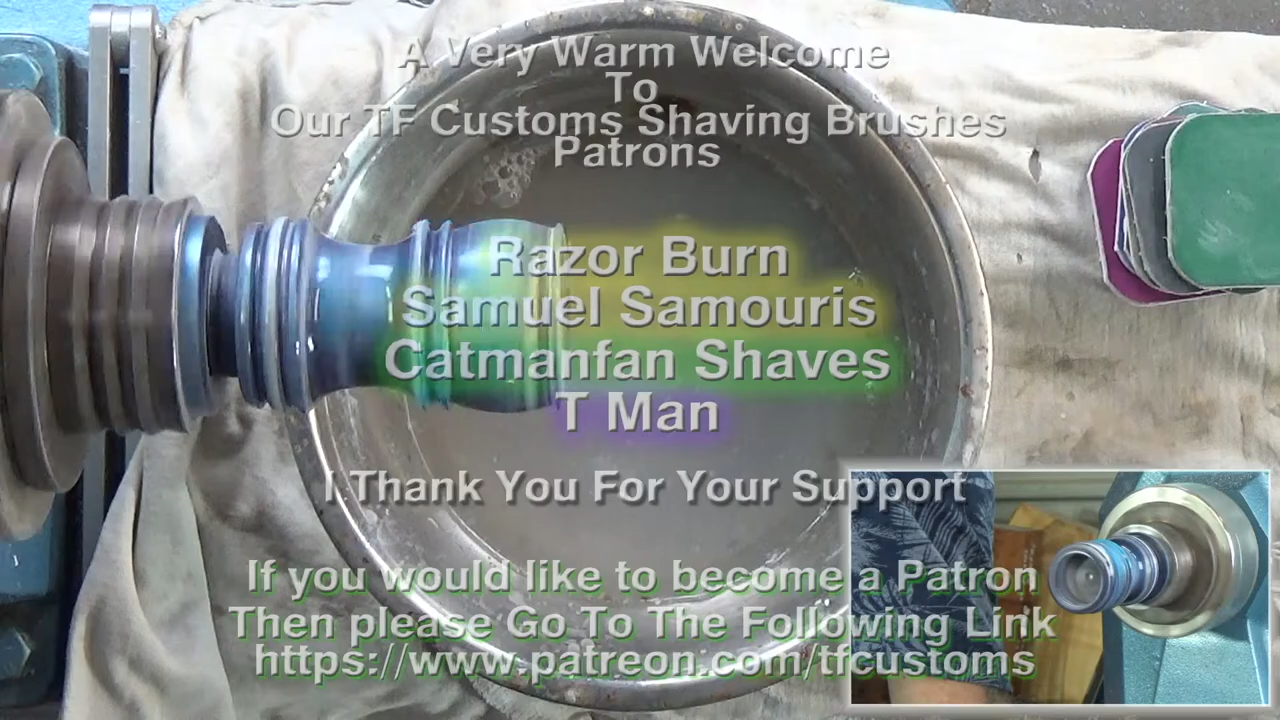 A Very Warm Welcome
To
Our TF Customs Shaving Brushes
Patrons
Razor Burn
Samuel Samouris
Catmanfan Shaves
T Man
I Thank You For Your Support
If you would like to become a Patron
Then please Go To The Following Link
https://www.patreon.com/tfcustoms